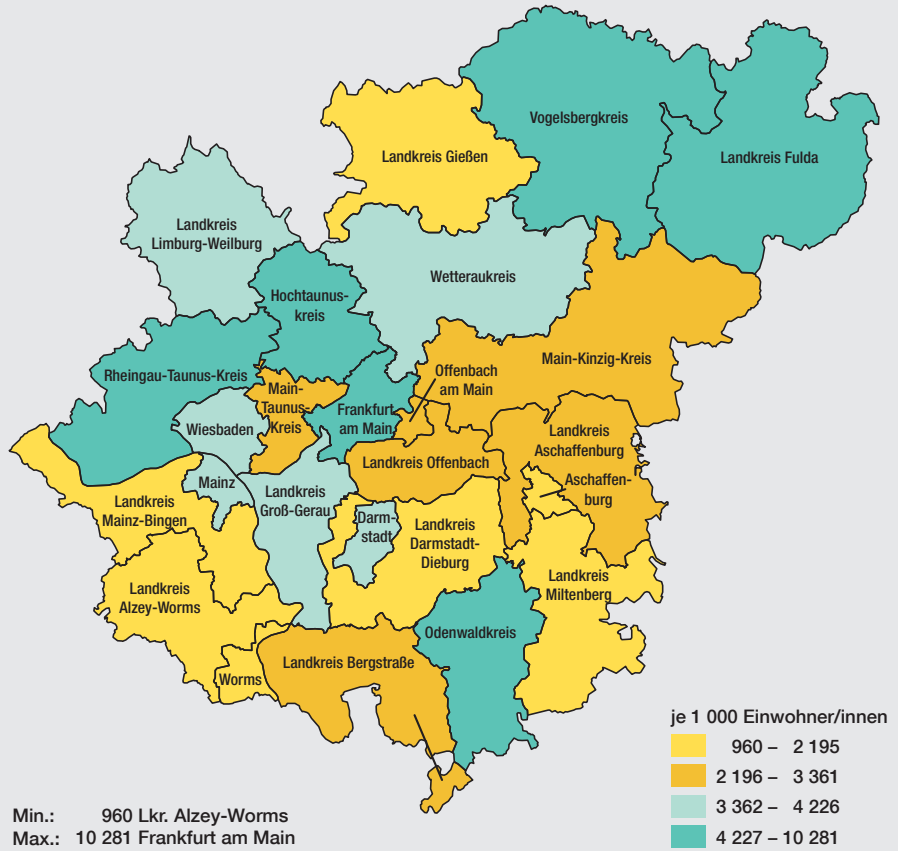 Vogelsbergkreis
Landkreis Gießen
Landkreis Fulda
Landkreis
Limburg-Weilburg
Wetteraukreis
Hochtaunus-
kreis
Main-Kinzig-Kreis
Rheingau-Taunus-Kreis
Offenbach
am Main
Main-
Taunus-
Kreis
Frankfurt
am Main
Wiesbaden
Landkreis
Aschaffenburg
Landkreis Offenbach
Aschaffen-
burg
Mainz
Landkreis
Groß-Gerau
Landkreis
Mainz-Bingen
Darm-
stadt
Landkreis
Darmstadt-
Dieburg
Landkreis
Miltenberg
Landkreis
Alzey-Worms
Odenwaldkreis
Landkreis Bergstraße
Worms
je 1 000 Einwohner/innen
960 – 2 195
2 196 – 3 361
3 362 – 4 226
4 227 – 10 281
Min.: 960 Lkr. Alzey-Worms
Max.: 10 281 Frankfurt am Main